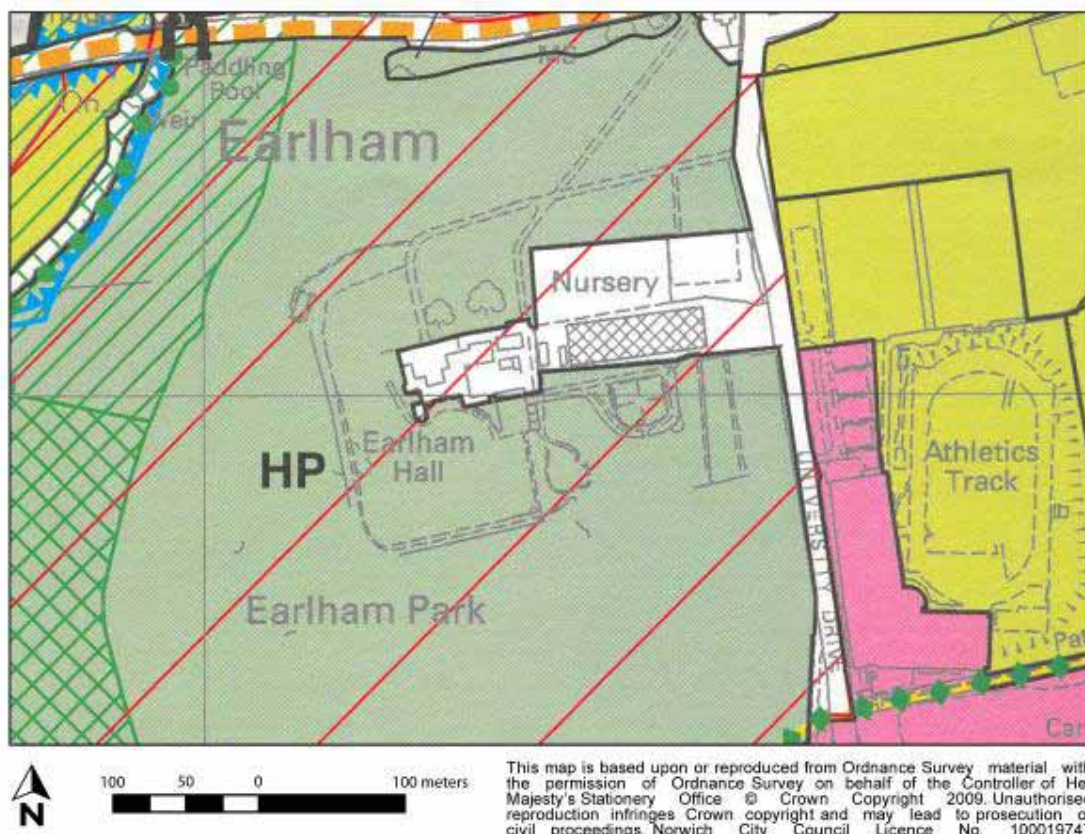 Paddling
Pool
Weir
Earlham
Nursery
Earlham
Hall
HP
Athletics
Track
UNIVERSITY DRIVE
Earlham Park
N
100 50 0 100 meters
This map is based upon or reproduced from Ordnance Survey material with
the permission of Ordnance Survey on behalf of the Controller of He
Majesty's Stationery Office © Crown Copyright 2009. Unauthorised
reproduction infringes Crown copyright and may lead to prosecution o
civil proceedings. Norwich City Council Licence No. 10001974